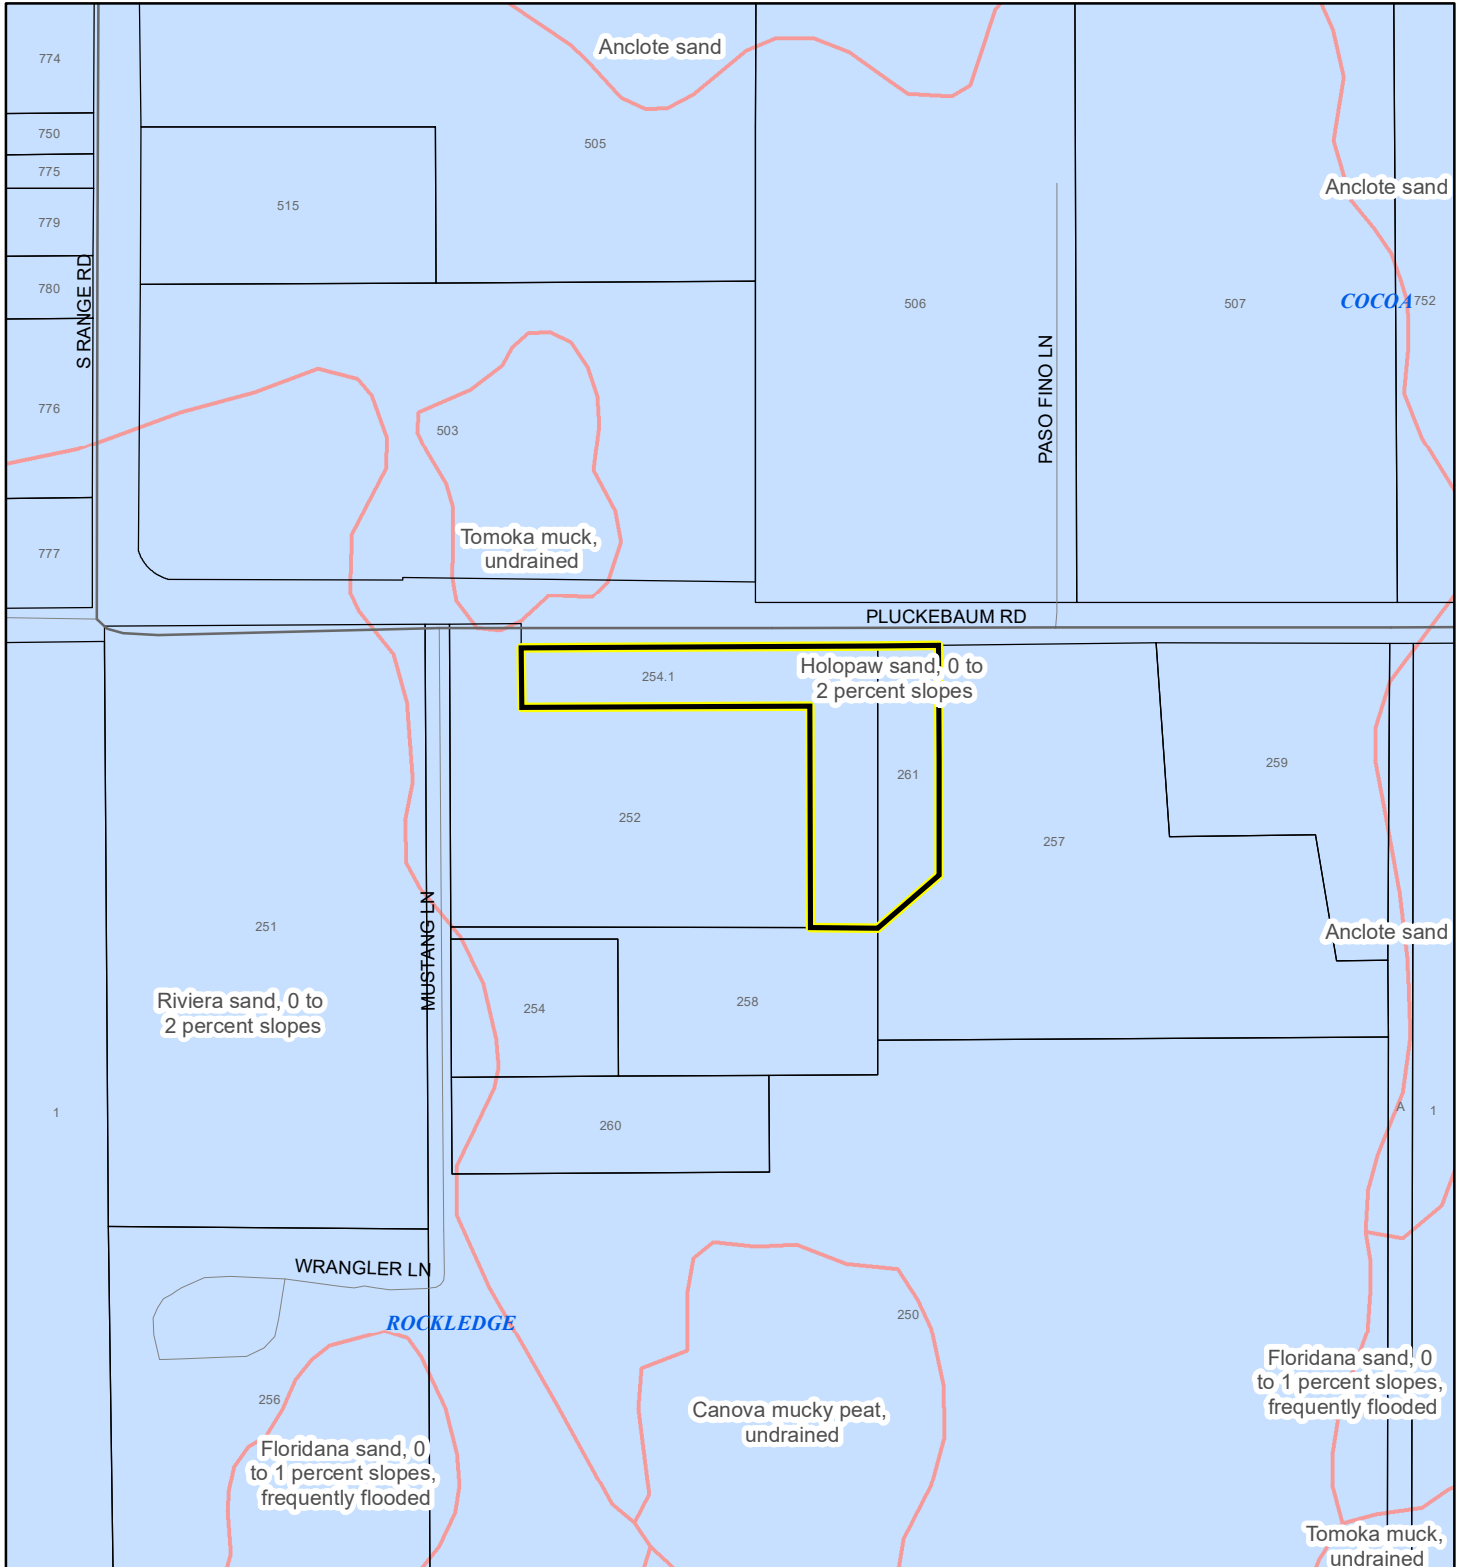 774
Anclote sand
750
505
775
Anclote sand
515
779
780
S RANGE RD
506
507
COCOA
752
PASO FINO LN
776
503
Tomoka muck,
undrained
777
PLUCKEBAUM RD
Holopaw sand, 0 to
2 percent slopes
254.1
261
259
252
257
251
MUSTANG LN
Anclote sand
Riviera sand, 0 to
2 percent slopes
254
258
1
A
1
260
WRANGLER LN
ROCKLEDGE
250
Floridana sand, 0
to 1 percent slopes,
frequently flooded
256
Canova mucky peat,
undrained
Floridana sand, 0
to 1 percent slopes,
frequently flooded
Tomoka muck,
undrained